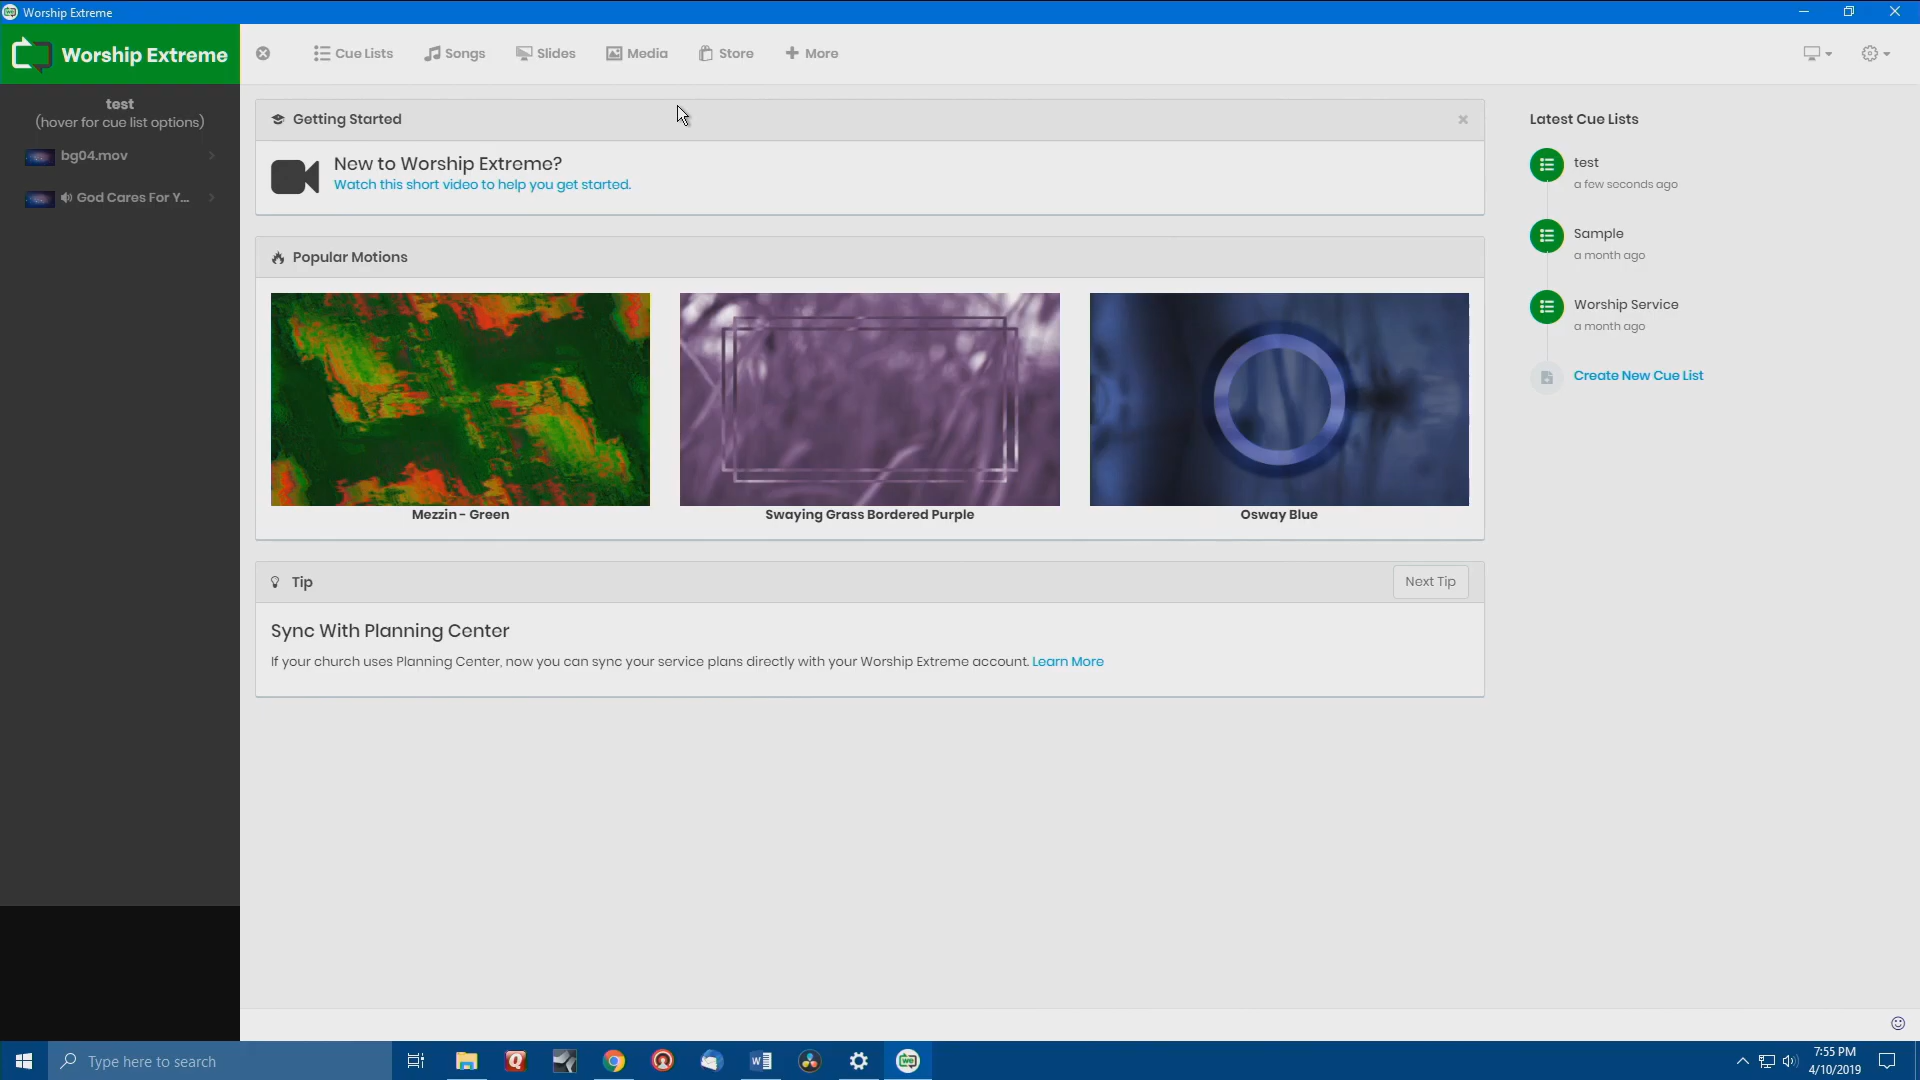 Worship Extreme
Worship Extreme
Cue Lists
Songs
Slides
Media
Store
More
test
(hover for cue list options)
bg04.mov
God Cares For Y...
Getting Started
New to Worship Extreme?
Watch this short video to help you get started.
Popular Motions
Mezzin - Green
Swaying Grass Bordered Purple
Osway Blue
Tip
Next Tip
Sync With Planning Center
If your church uses Planning Center, now you can sync your service plans directly with your Worship Extreme account. Learn More
Latest Cue Lists
test
a few seconds ago
Sample
a month ago
Worship Service
a month ago
Create New Cue List
Type here to search
7:55 PM
4/10/2019